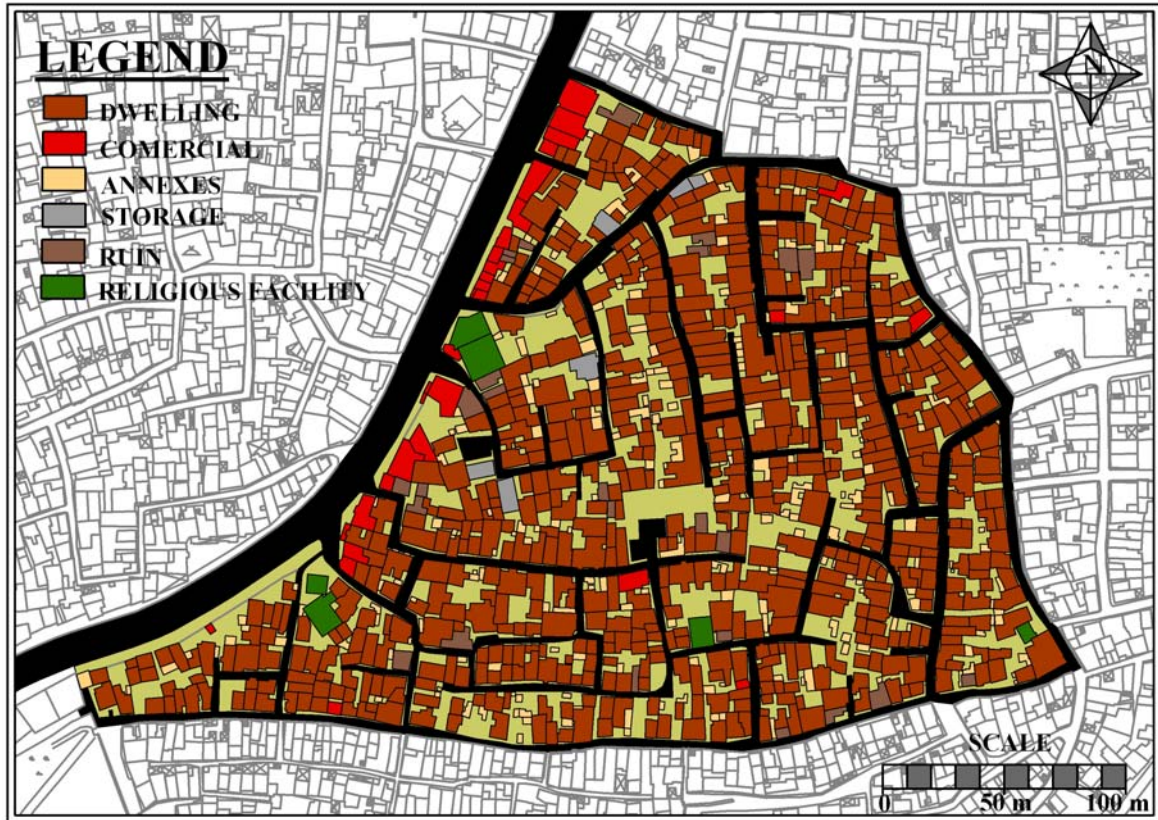 LEGEND
DWELLING
COMERCIAL
ANNEXES
STORAGE
RUIN
RELIGIOUS FACILITY
N
SCALE
0 50 m 100 m